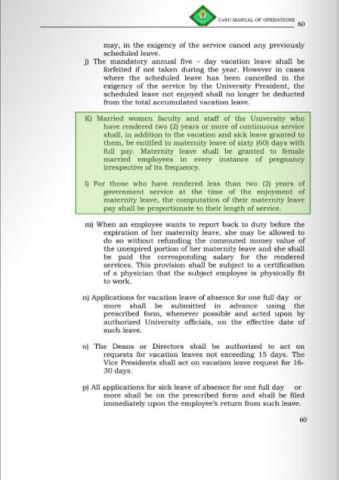 CvSU MANUAL OF OPERATIONS
60
may, in the exigency of the service cancel any previously
scheduled leave.
j) The mandatory annual five – day vacation leave shall be
forfeited if not taken during the year. However in cases
where the scheduled leave has been cancelled in the
exigency of the service by the University President, the
scheduled leave not enjoyed shall no longer be deducted
from the total accumulated vacation leave.
K) Married women faculty and staff of the University who
have rendered two (2) years or more of continuous service
shall, in addition to the vacation and sick leave granted to
them, be entitled to maternity leave of sixty (60) days with
full pay. Maternity leave shall be granted to female
married employees in every instance of pregnancy
irrespective of its frequency.
l) For those who have rendered less than two (2) years of
government service at the time of the enjoyment of
maternity leave, the computation of their maternity leave
pay shall be proportionate to their length of service.
m) When an employee wants to report back to duty before the
expiration of her maternity leave, she may be allowed to
do so without refunding the commuted money value of
the unexpired portion of her maternity leave and she shall
be paid the corresponding salary for the rendered
services. This provision shall be subject to a certification
of a physician that the subject employee is physically fit
to work.
n) Applications for vacation leave of absence for one full day or
more shall be submitted in advance using the
prescribed form, whenever possible and acted upon by
authorized University officials, on the effective date of
such leave.
o) The Deans or Directors shall be authorized to act on
requests for vacation leaves not exceeding 15 days. The
Vice Presidents shall act on vacation leave request for 16-
30 days.
p) All applications for sick leave of absence for one full day or
more shall be on the prescribed form and shall be filed
immediately upon the employee's return from such leave.
60